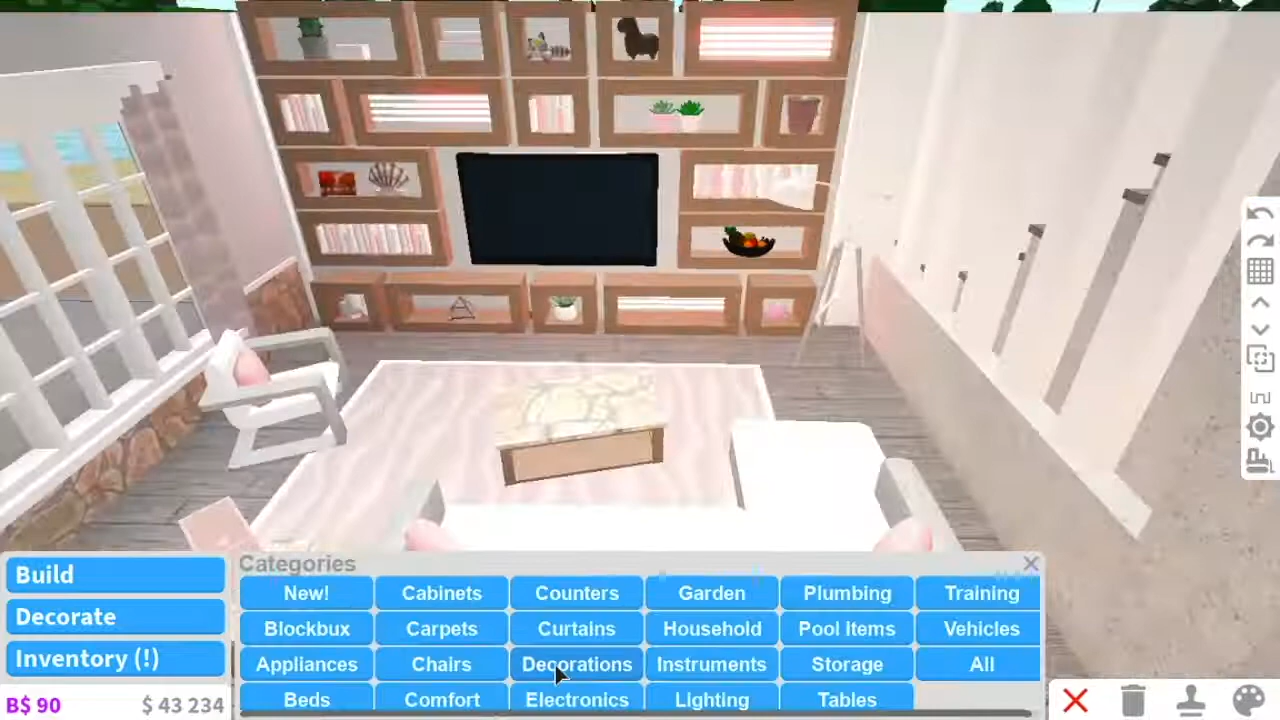 Categories
Build
Decorate
Inventory (!)
B$ 90
$ 43 234
New!
Cabinets
Counters
Garden
Plumbing
Training
Blockbux
Carpets
Curtains
Household
Pool Items
Vehicles
Appliances
Chairs
Decorations
Instruments
Storage
All
Beds
Comfort
Electronics
Lighting
Tables